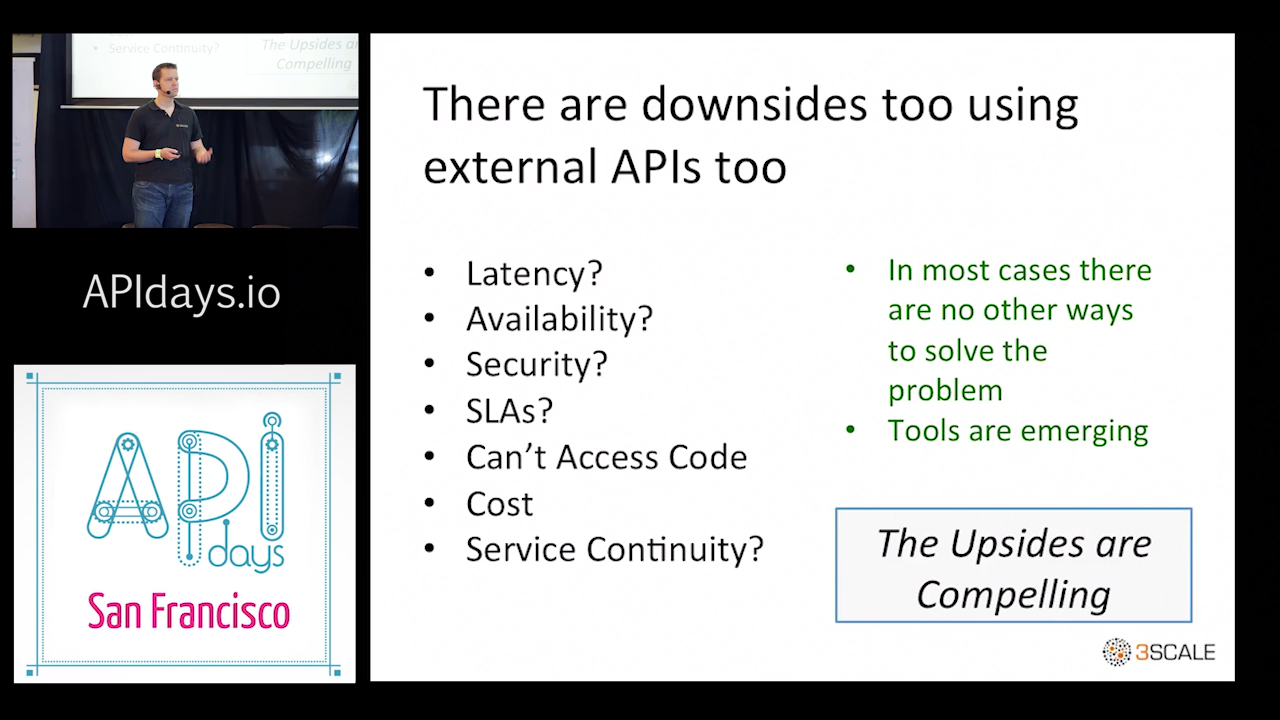 Service Continuity?
The Upsides are
Compelling
APIdays.io
API
days
San Francisco
There are downsides too using
external APIs too
• Latency?
• Availability?
• Security?
• SLAs?
• Can't Access Code
• Cost
• Service Continuity?
• In most cases there
are no other ways
to solve the
problem
• Tools are emerging
The Upsides are
Compelling
3SCALE